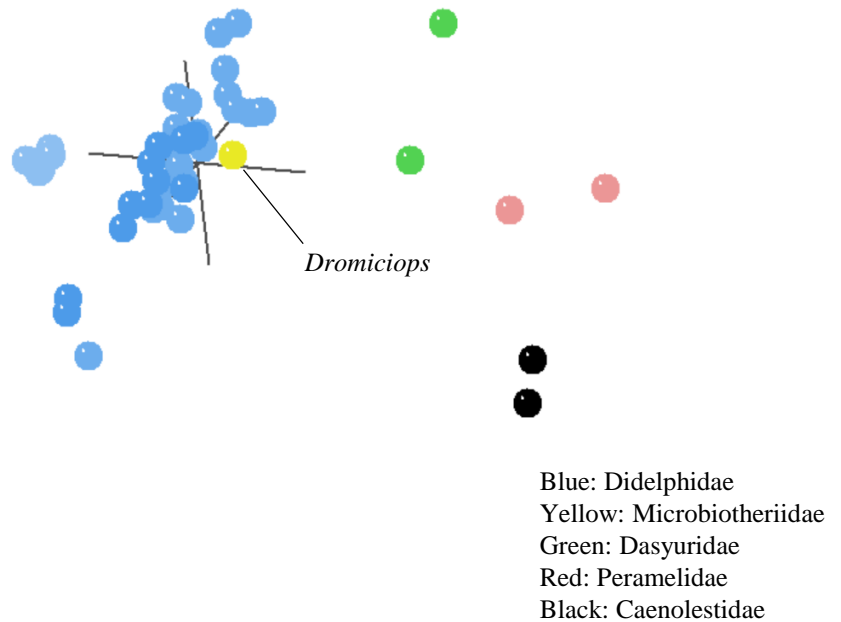 Dromiciops
Blue: Didelphidae
Yellow: Microbiotheriidae
Green: Dasyuridae
Red: Peramelidae
Black: Caenolestidae